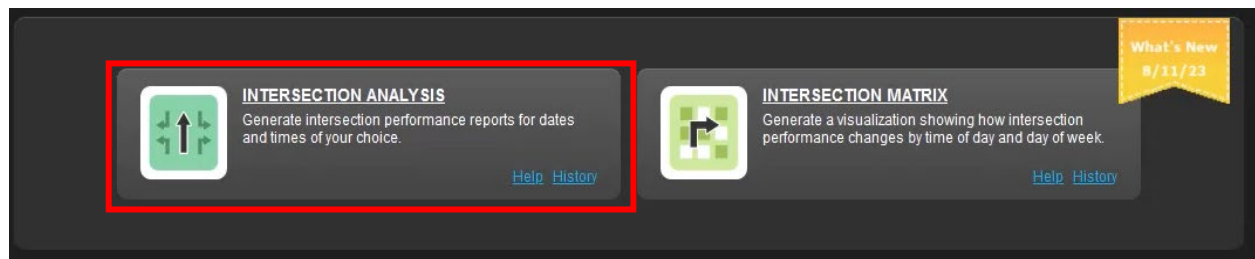 What's New
8/11/23
INTERSECTION ANALYSIS
Generate intersection performance reports for dates
and times of your choice.
Help History
INTERSECTION MATRIX
Generate a visualization showing how intersection
performance changes by time of day and day of week.
Help History